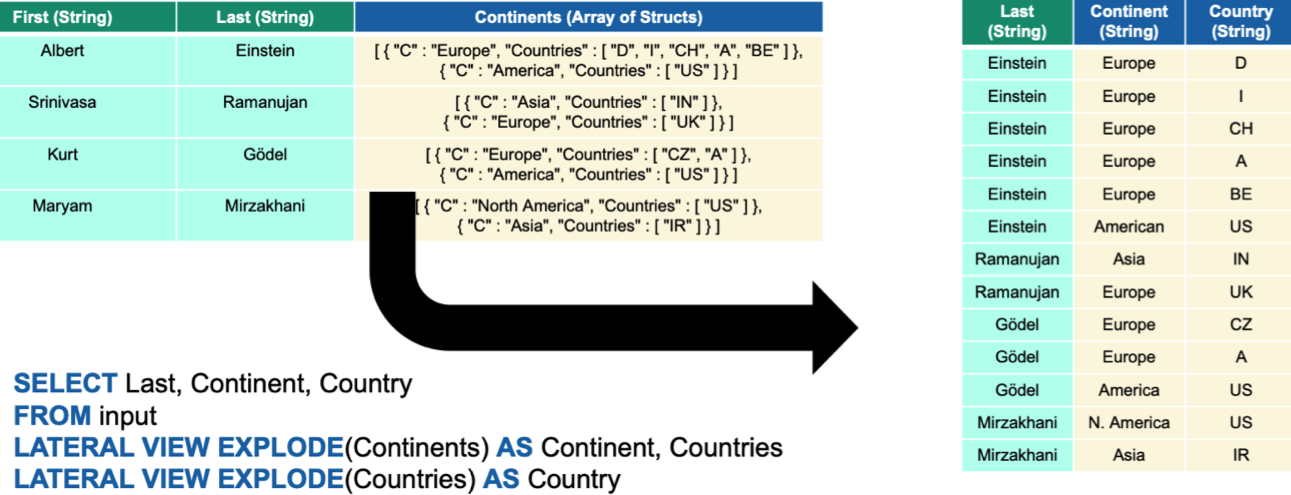 First (String) Last (String) Continents (Array of Structs)
Albert Einstein [ { "C" : "Europe", "Countries" : [ "D", "I", "CH", "A", "BE" ] },
{ "C" : "America", "Countries" : [ "US" ] } ]
Srinivasa Ramanujan [ { "C" : "Asia", "Countries" : [ "IN" ] },
{ "C" : "Europe", "Countries" : [ "UK" ] } ]
Kurt Gödel [ { "C" : "Europe", "Countries" : [ "CZ", "A" ] },
{ "C" : "America", "Countries" : [ "US" ] } ]
Maryam Mirzakhani [ { "C" : "North America", "Countries" : [ "US" ] },
{ "C" : "Asia", "Countries" : [ "IR" ] } ]
SELECT Last, Continent, Country
FROM input
LATERAL VIEW EXPLODE(Continents) AS Continent, Countries
LATERAL VIEW EXPLODE(Countries) AS Country
Last Continent Country
(String) (String) (String)
Einstein Europe D
Einstein Europe I
Einstein Europe CH
Einstein Europe A
Einstein Europe BE
Einstein American US
Ramanujan Asia IN
Ramanujan Europe UK
Gödel Europe CZ
Gödel Europe A
Gödel America US
Mirzakhani N. America US
Mirzakhani Asia IR